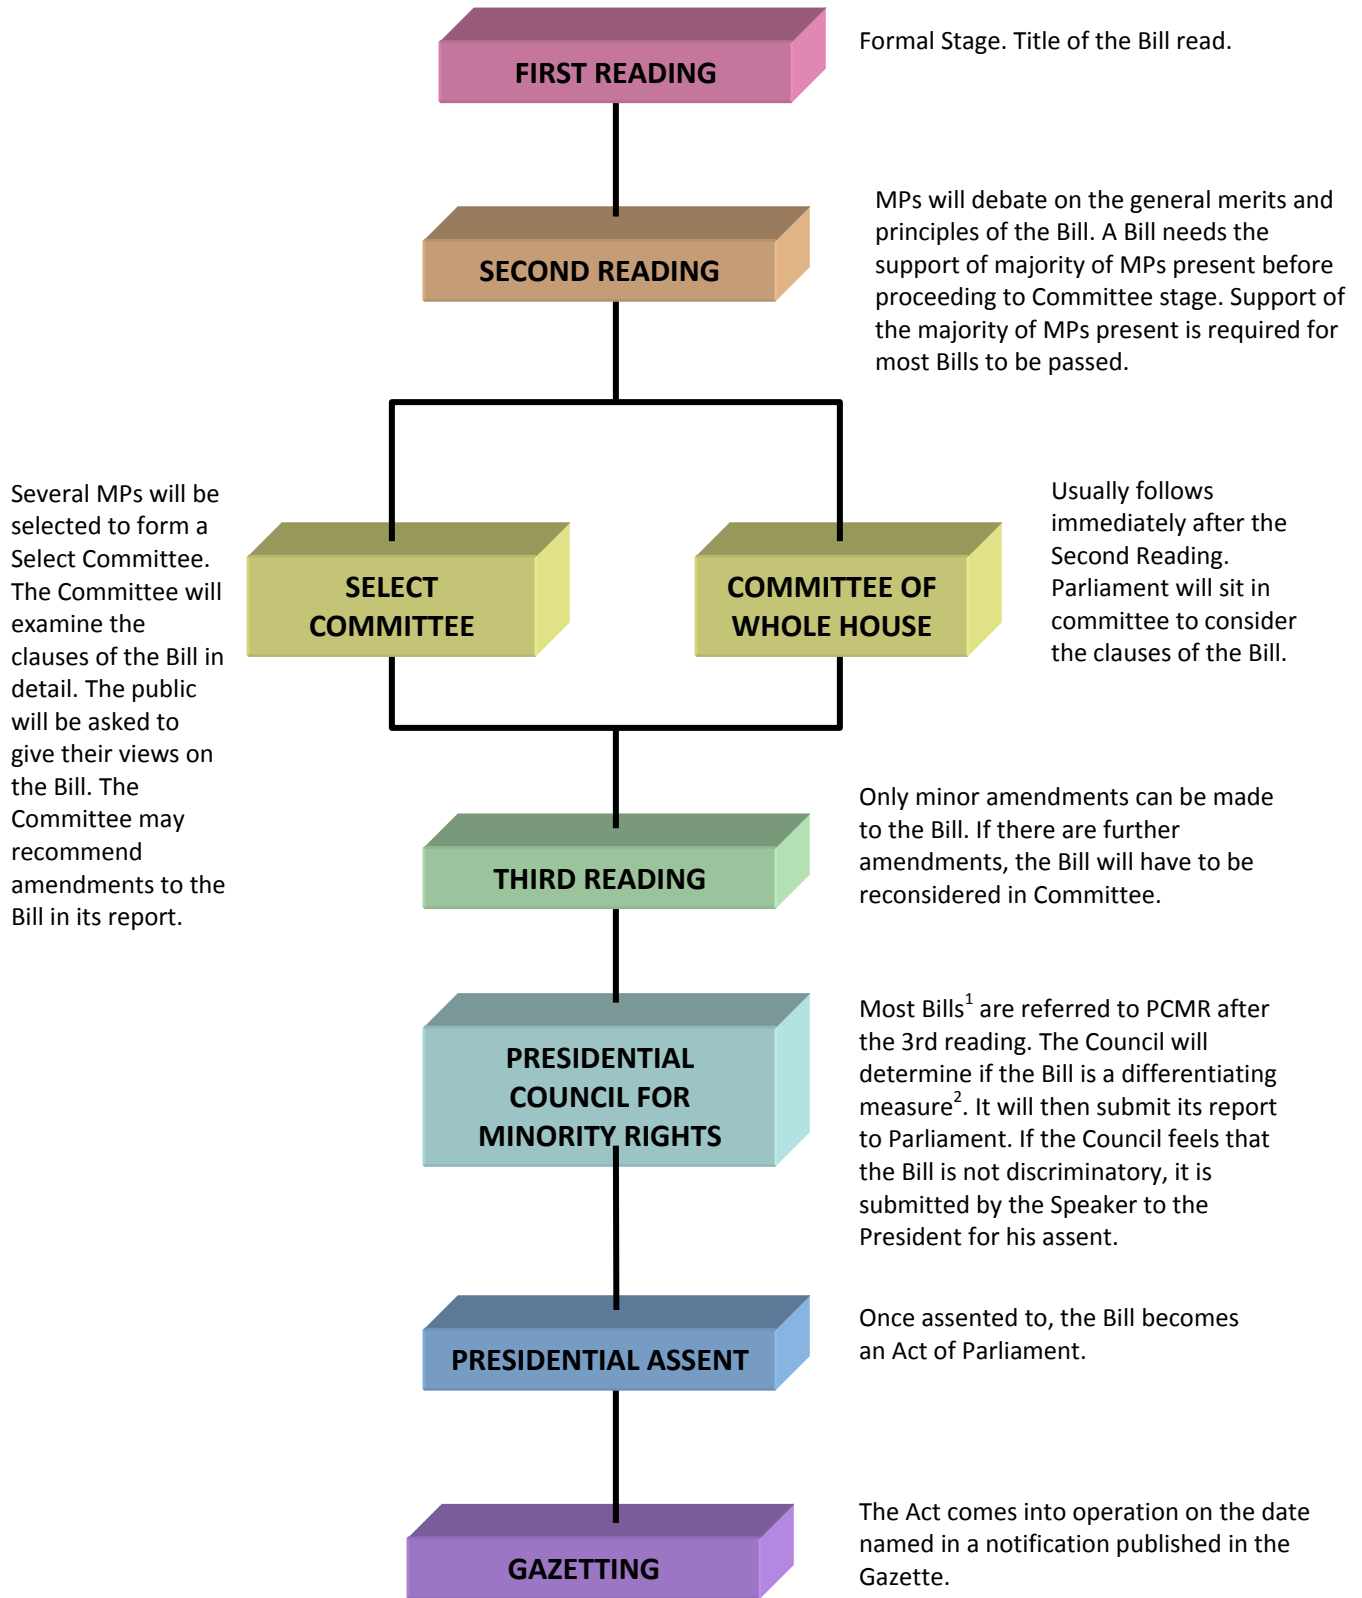 FIRST READING
Formal Stage. Title of the Bill read.
SECOND READING
MPs will debate on the general merits and
principles of the Bill. A Bill needs the
support of majority of MPs present before
proceeding to Committee stage. Support of
the majority of MPs present is required for
most Bills to be passed.
Several MPs will be
selected to form a
Select Committee.
The Committee will
examine the
clauses of the Bill in
detail. The public
will be asked to
give their views on
the Bill. The
Committee may
recommend
amendments to the
Bill in its report.
SELECT
COMMITTEE
COMMITTEE OF
WHOLE HOUSE
Usually follows
immediately after the
Second Reading.
Parliament will sit in
committee to consider
the clauses of the Bill.
THIRD READING
Only minor amendments can be made
to the Bill. If there are further
amendments, the Bill will have to be
reconsidered in Committee.
PRESIDENTIAL
COUNCIL FOR
MINORITY RIGHTS
Most Bills1 are referred to PCMR after
the 3rd reading. The Council will
determine if the Bill is a differentiating
measure2. It will then submit its report
to Parliament. If the Council feels that
the Bill is not discriminatory, it is
submitted by the Speaker to the
President for his assent.
PRESIDENTIAL ASSENT
Once assented to, the Bill becomes
an Act of Parliament.
GAZETTING
The Act comes into operation on the date
named in a notification published in the
Gazette.